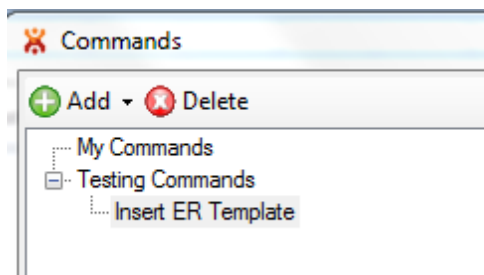 Commands
Add Delete
My Commands
Testing Commands
Insert ER Template